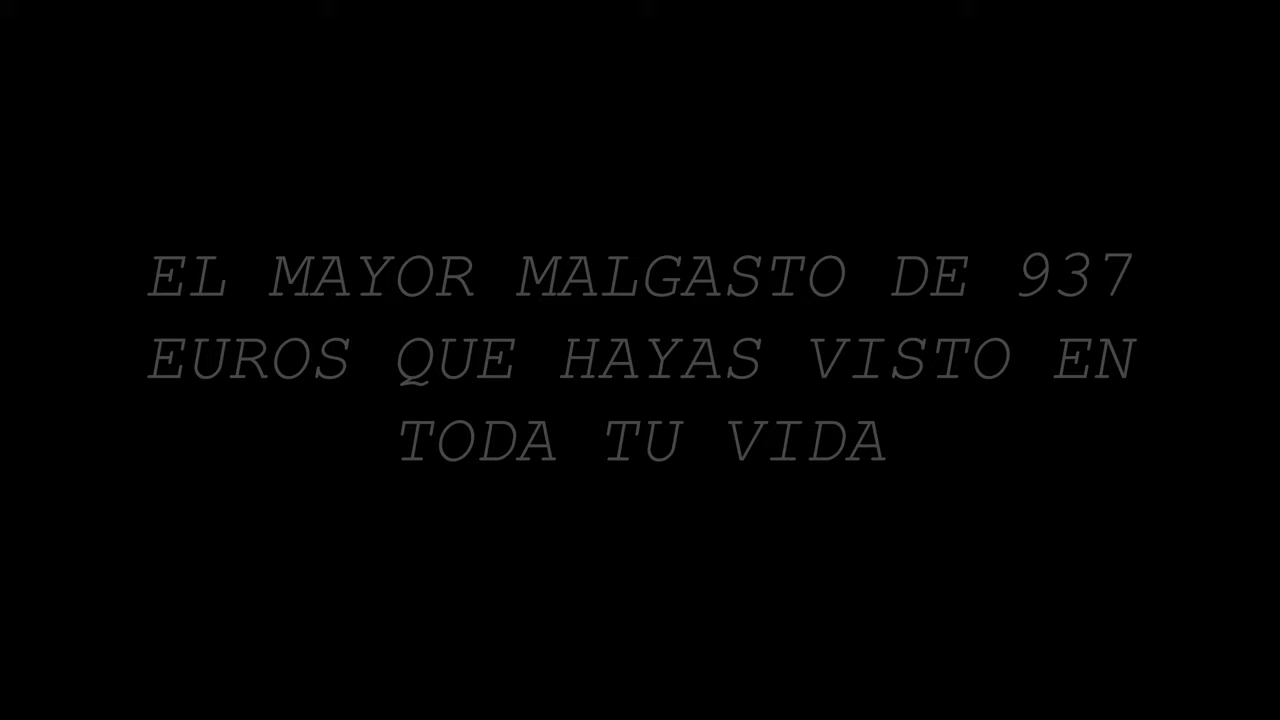 EL MAYOR MALGASTO DE 937
EUROS QUE HAYAS VISTO EN
TODA TU VIDA